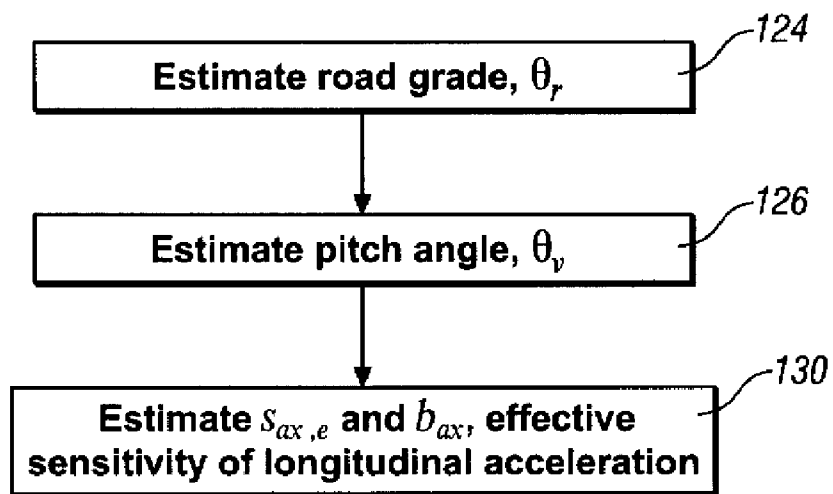 124
Estimate road grade, θr
126
Estimate pitch angle, θv
130
Estimate sax,e and bax, effective
sensitivity of longitudinal acceleration